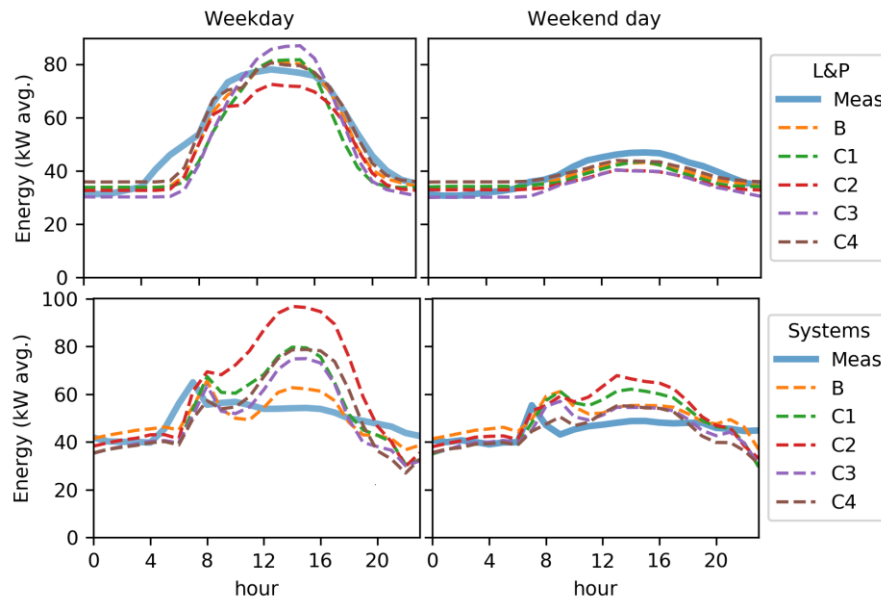 Weekday
Weekend day
Energy (kW avg.)
80
60
40
20
0
L&P
Meas
B
C1
C2
C3
C4
Energy (kW avg.)
100
80
60
40
20
0
0 4 8 12 16 20
hour
0 4 8 12 16 20
hour
Systems
Meas
B
C1
C2
C3
C4